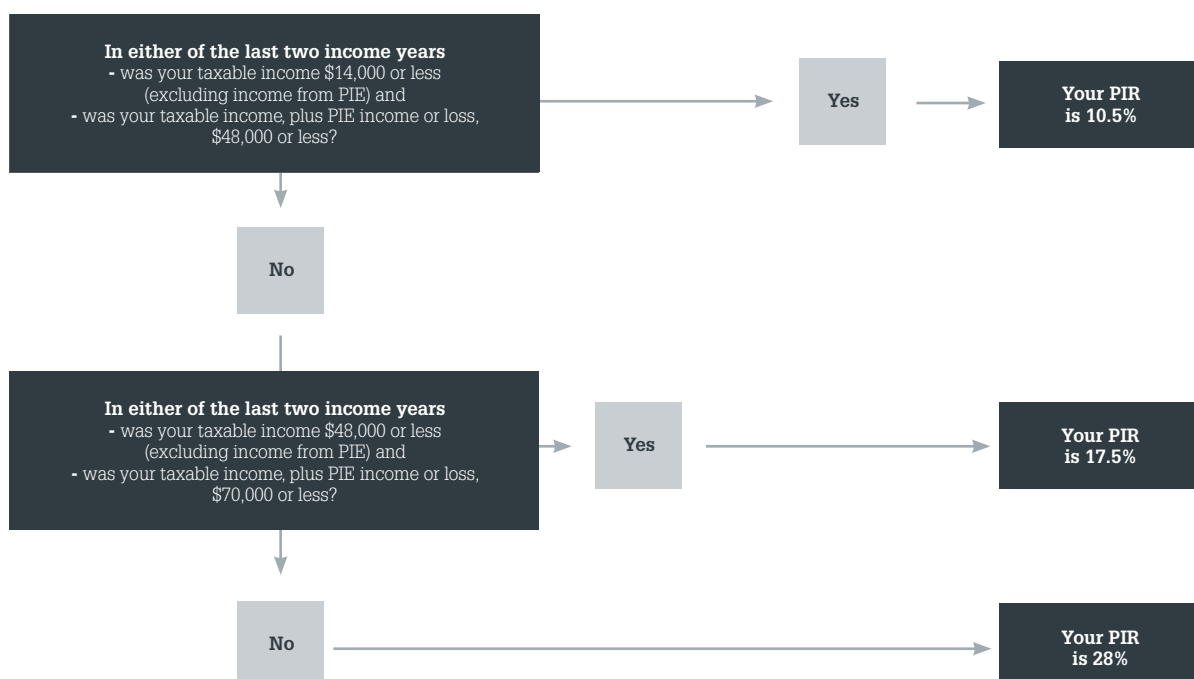 In either of the last two income years
- was your taxable income $14,000 or less
(excluding income from PIE) and
- was your taxable income, plus PIE income or loss,
$48,000 or less?
Yes
Your PIR
is 10.5%
No
In either of the last two income years
- was your taxable income $48,000 or less
(excluding income from PIE) and
- was your taxable income, plus PIE income or loss,
$70,000 or less?
Yes
Your PIR
is 17.5%
No
Your PIR
is 28%